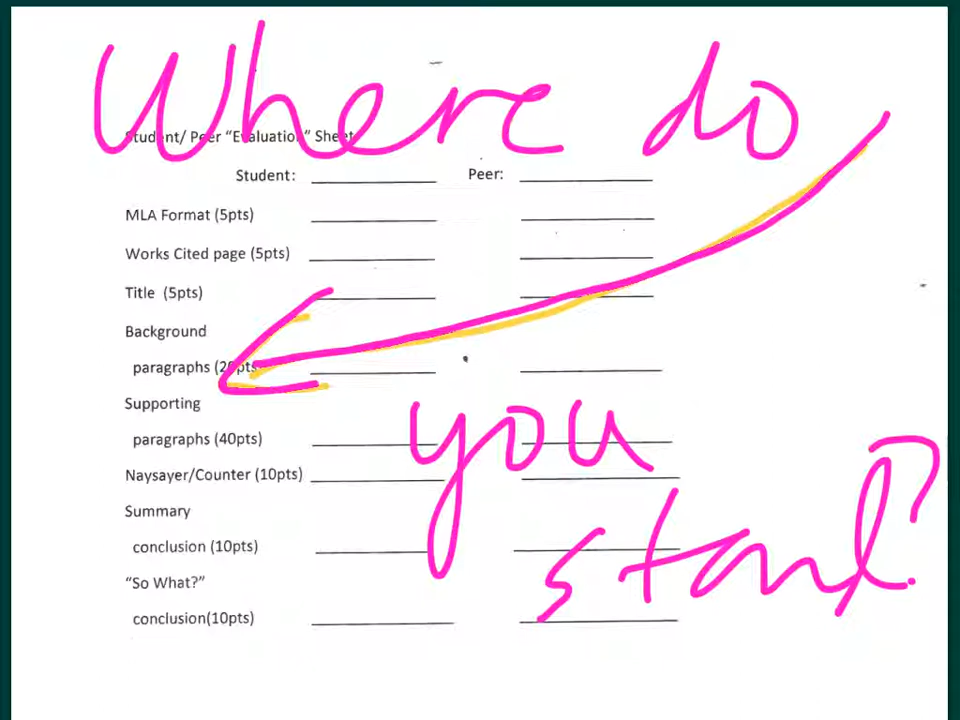 Where do
Student/ Peer “Evaluation” Sheet
Student: Peer:
MLA Format (5pts)
Works Cited page (5pts)
Title (5pts)
Background
paragraphs (20pts
Supporting
you
paragraphs (40pts)
Naysayer/Counter (10pts)
Summary
stand?
conclusion (10pts)
“So What?”
conclusion(10pts)